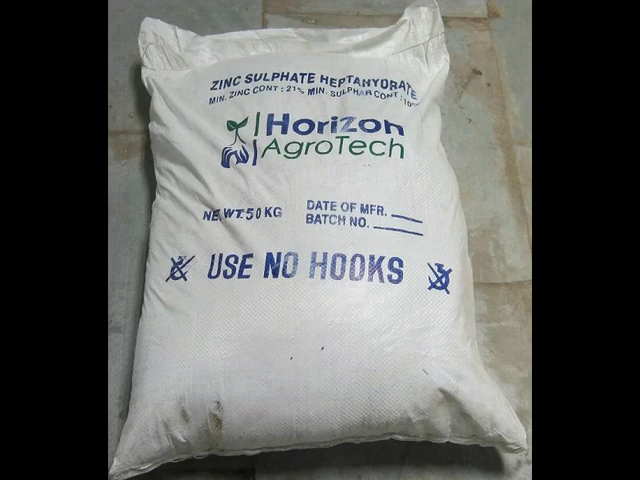 ZINC SULPHATE HEPTAHYDRATE
MIN. ZINC CONT : 21% MIN. SULPHAR CONT : 10%
Horizon
AgroTech
NE WT. 50 KG
DATE OF MFR.
BATCH NO.
USE NO HOOKS